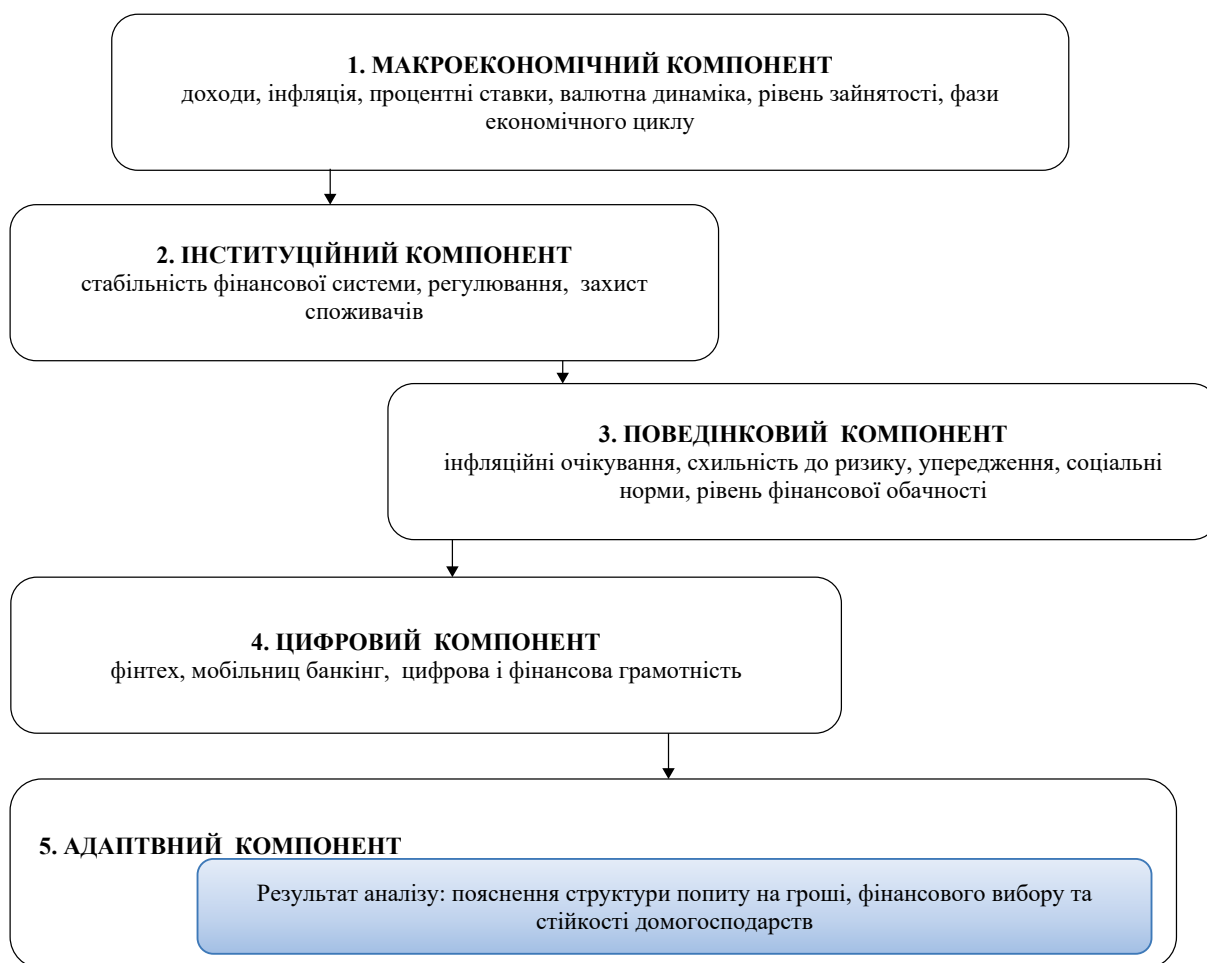 1. МАКРОЕКОНОМІЧНИЙ КОМПОНЕНТ
доходи, інфляція, процентні ставки, валютна динаміка, рівень зайнятості, фази
економічного циклу
2. ІНСТИТУЦІЙНИЙ КОМПОНЕНТ
стабільність фінансової системи, регулювання, захист
споживачів
3. ПОВЕДІНКОВИЙ КОМПОНЕНТ
інфляційні очікування, схильність до ризику, упередження, соціальні
норми, рівень фінансової обачності
4. ЦИФРОВИЙ КОМПОНЕНТ
фінтех, мобільниц банкінг, цифрова і фінансова грамотність
5. АДАПТВНИЙ КОМПОНЕНТ
Результат аналізу: пояснення структури попиту на гроші, фінансового вибору та
стійкості домогосподарств